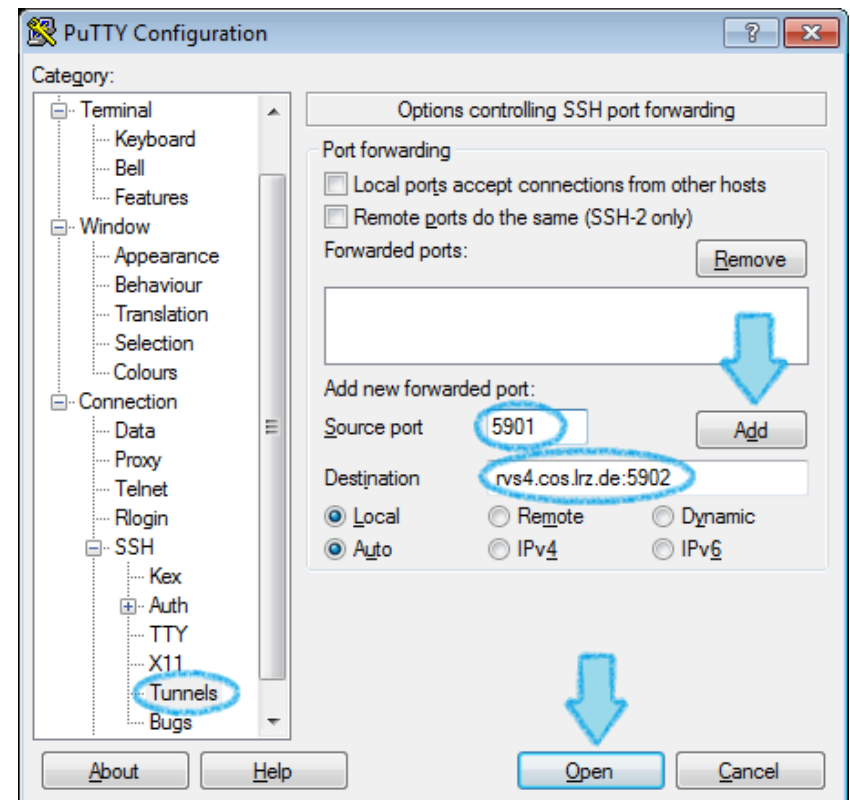 PuTTY Configuration
Category:
Terminal
Keyboard
Bell
Features
Window
Appearance
Behaviour
Translation
Selection
Colours
Connection
Data
Proxy
Telnet
Rlogin
SSH
Kex
Auth
TTY
X11
Tunnels
Bugs
Options controlling SSH port forwarding
Port forwarding
Local ports accept connections from other hosts
Remote ports do the same (SSH-2 only)
Forwarded ports:
Remove
Add new forwarded port:
Source port 5901 Add
Destination rvs4.cos.lrz.de:5902
Local Remote Dynamic
Auto IPv4 IPv6
About Help Open Cancel